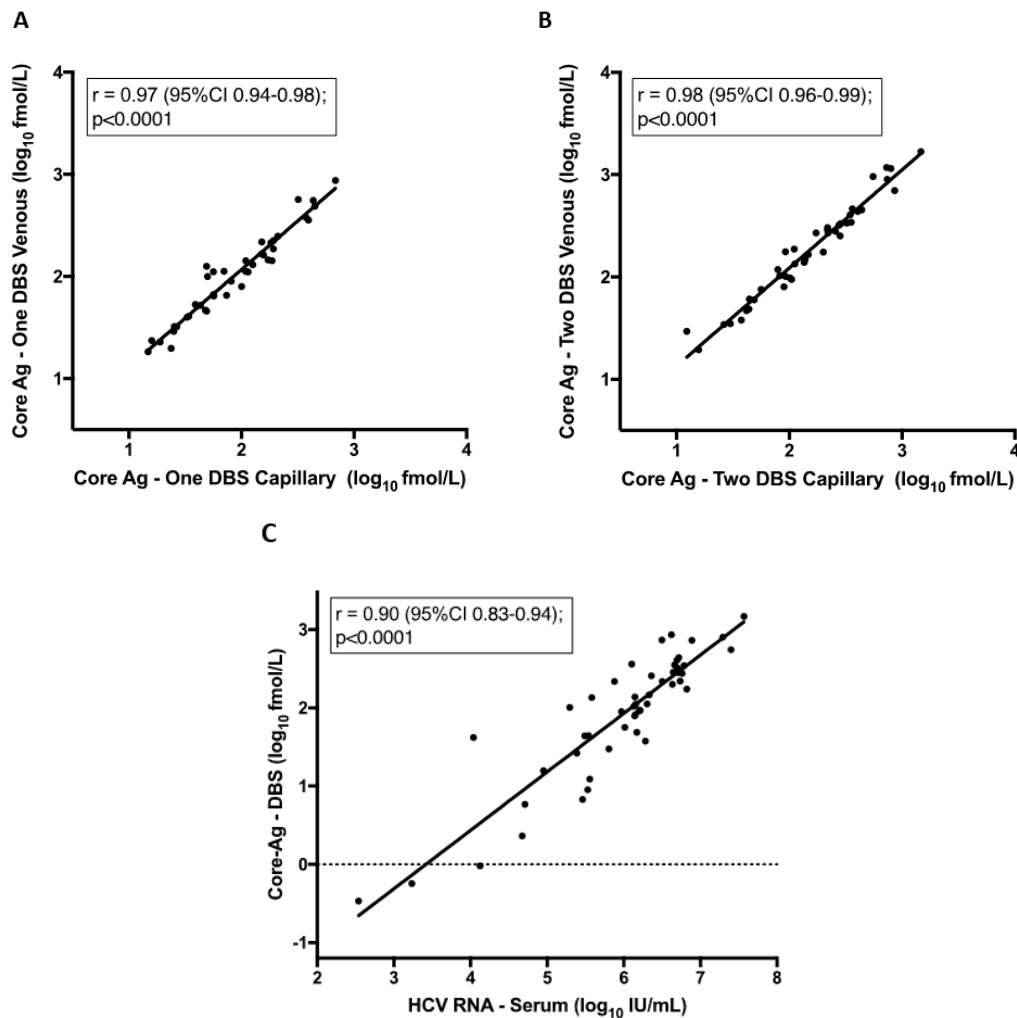 A
B
r = 0.97 (95%CI 0.94-0.98);
p<0.0001
Core Ag - One DBS Venous (log10 fmol/L)
4
3
2
1
1 2 3 4
Core Ag - One DBS Capillary (log10 fmol/L)
r = 0.98 (95%CI 0.96-0.99);
p<0.0001
Core Ag - Two DBS Venous (log10 fmol/L)
4
3
2
1
1 2 3 4
Core Ag - Two DBS Capillary (log10 fmol/L)
C
r = 0.90 (95%CI 0.83-0.94);
p<0.0001
Core-Ag - DBS (log10 fmol/L)
3
2
1
0
-1
2 3 4 5 6 7 8
HCV RNA - Serum (log10 IU/mL)